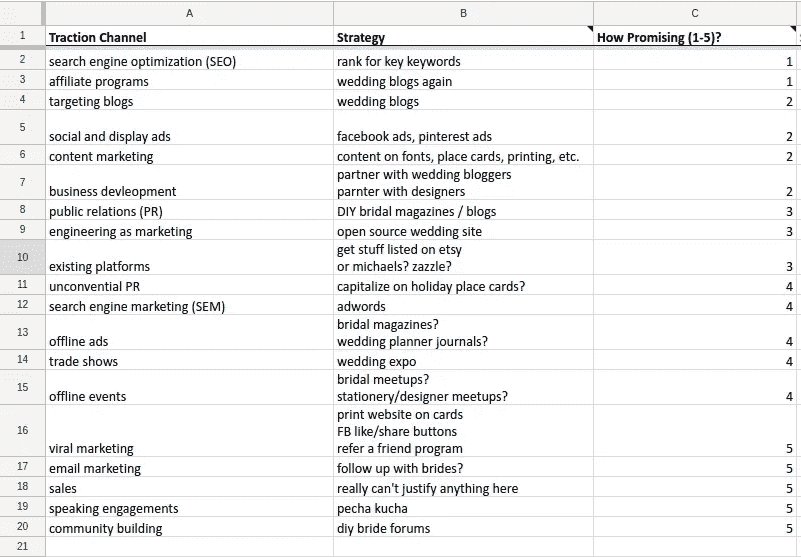 A B C
1 Traction Channel Strategy How Promising (1-5)?
2 search engine optimization (SEO) rank for key keywords 1
3 affiliate programs wedding blogs again 1
4 targeting blogs wedding blogs 2
5 social and display ads facebook ads, pinterest ads 2
6 content marketing content on fonts, place cards, printing, etc. 2
partner with wedding bloggers
7 business devleopment parnter with designers 2
8 public relations (PR) DIY bridal magazines / blogs 3
9 engineering as marketing open source wedding site 3
get stuff listed on etsy
10 existing platforms or michaels? zazzle? 3
11 unconvential PR capitalize on holiday place cards? 4
12 search engine marketing (SEM) adwords 4
bridal magazines?
13 offline ads wedding planner journals? 4
14 trade shows wedding expo 4
bridal meetups?
15 offline events stationery/designer meetups? 4
print website on cards
16 FB like/share buttons
viral marketing refer a friend program 5
17 email marketing follow up with brides? 5
18 sales really can't justify anything here 5
19 speaking engagements pecha kucha 5
20 community building diy bride forums 5
21